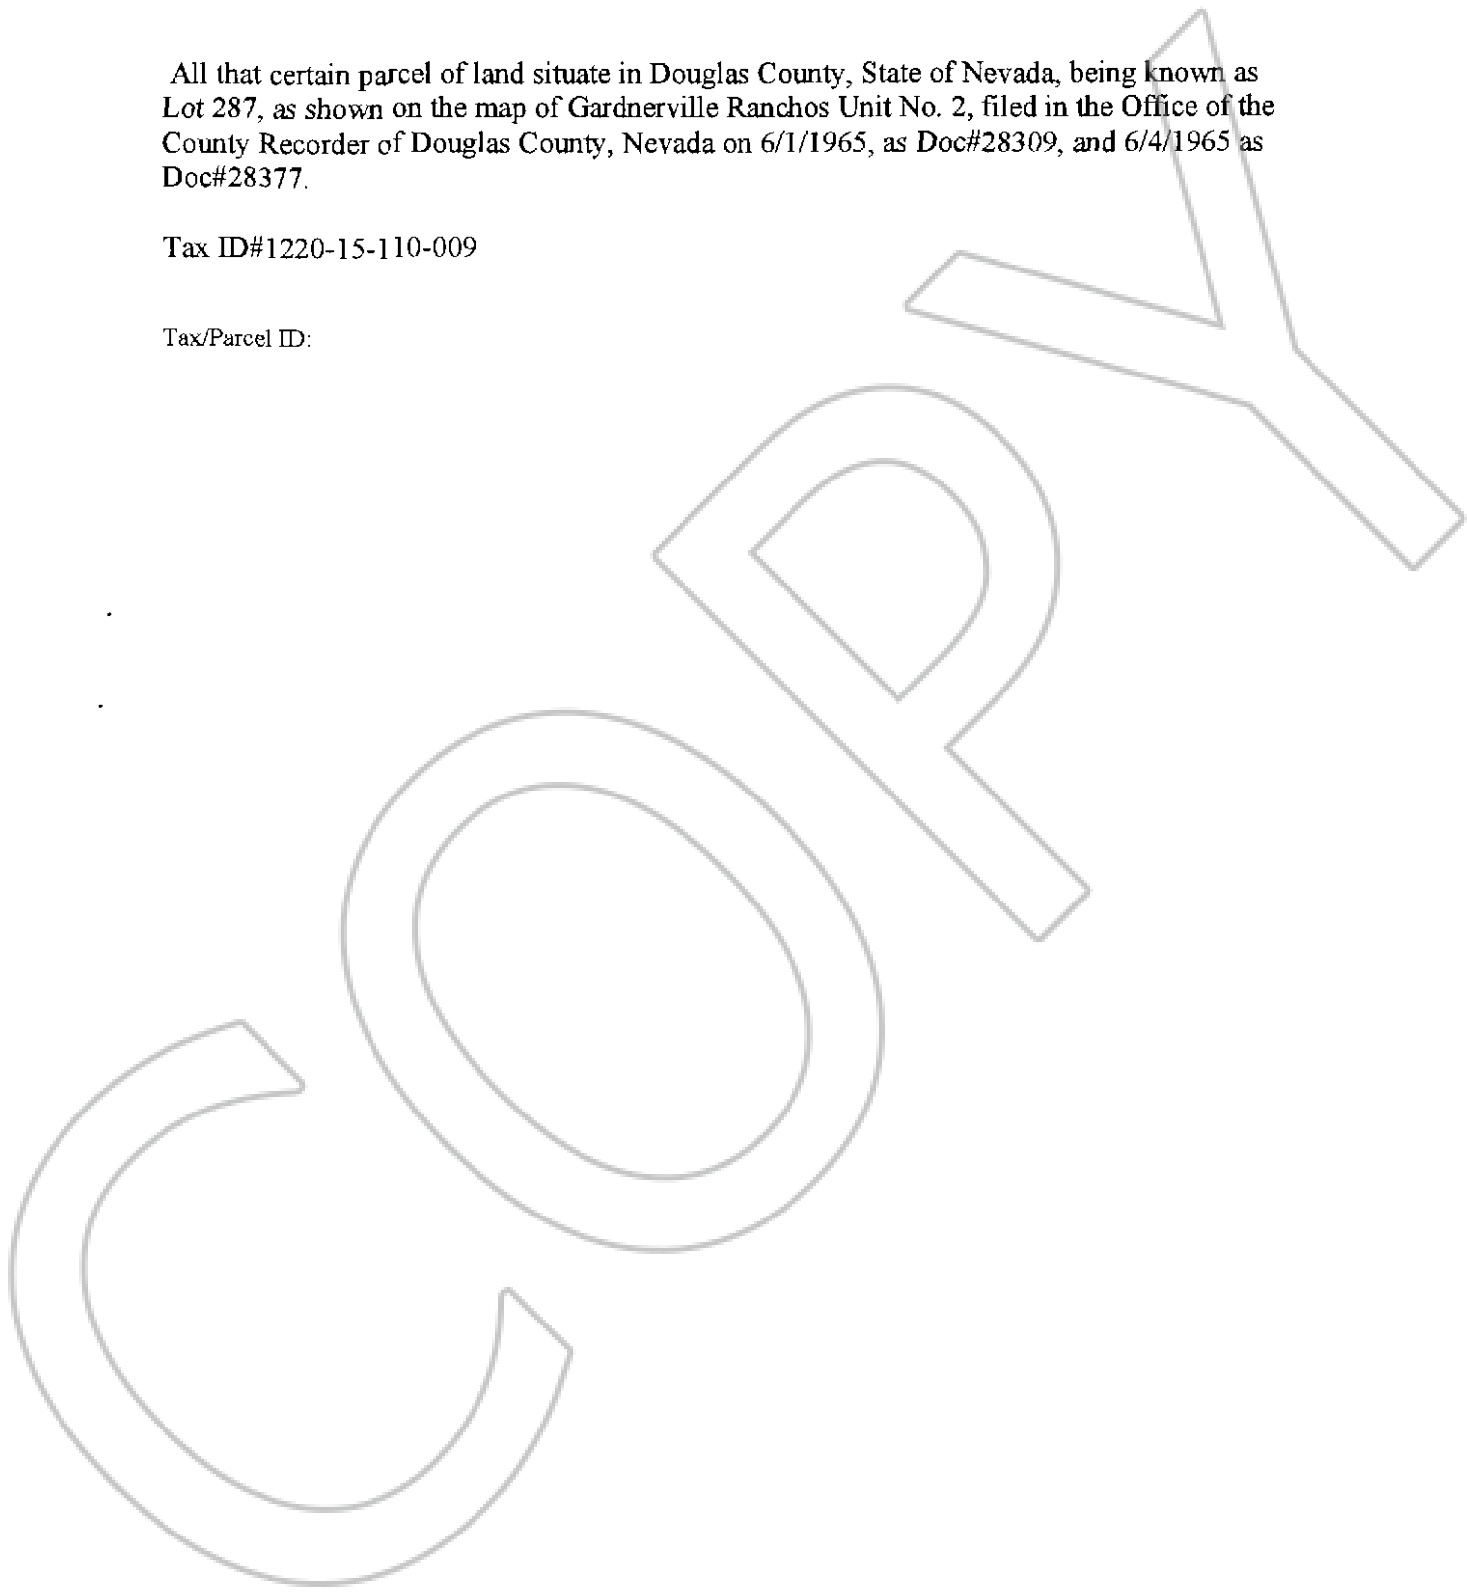 All that certain parcel of land situate in Douglas County, State of Nevada, being known as
Lot 287, as shown on the map of Gardnerville Ranchos Unit No. 2, filed in the Office of the
County Recorder of Douglas County, Nevada on 6/1/1965, as Doc#28309, and 6/4/1965 as
Doc#28377.
Tax ID#1220-15-110-009
Tax/Parcel ID:
COPY